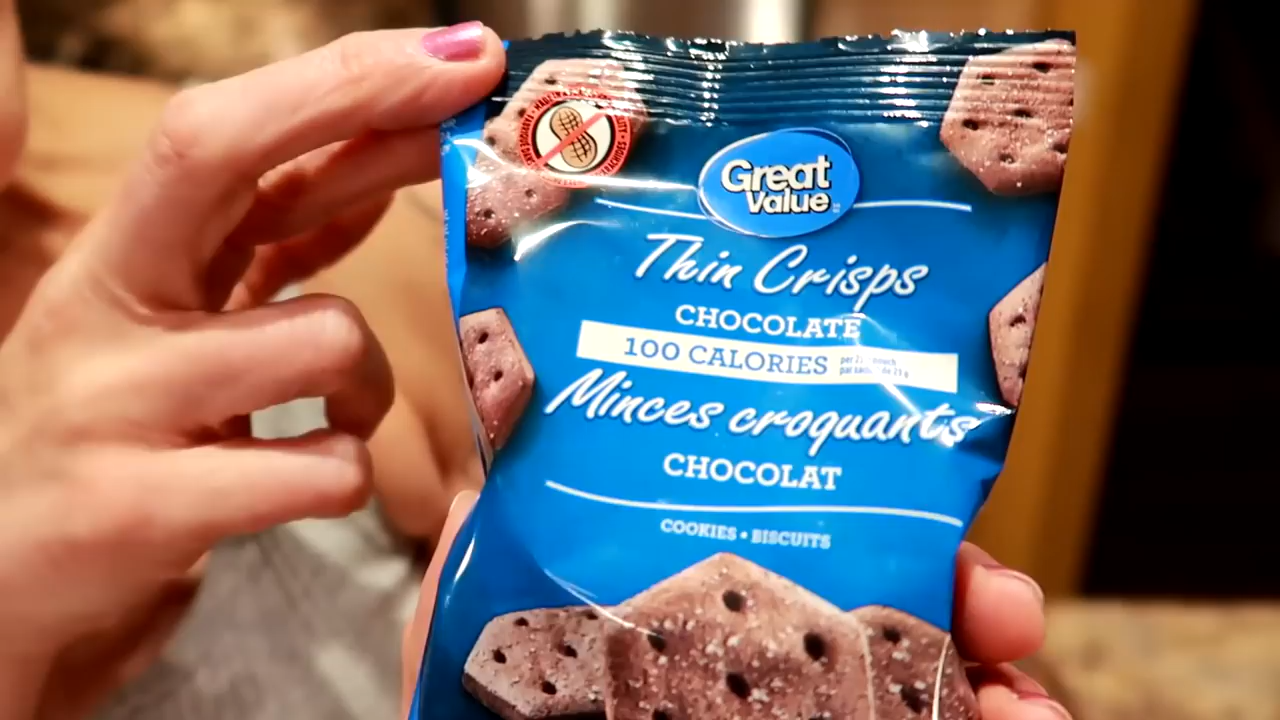 Great
Value
Thin Crisps
CHOCOLATE
100 CALORIES
Minces croquants
CHOCOLAT
COOKIES • BISCUITS